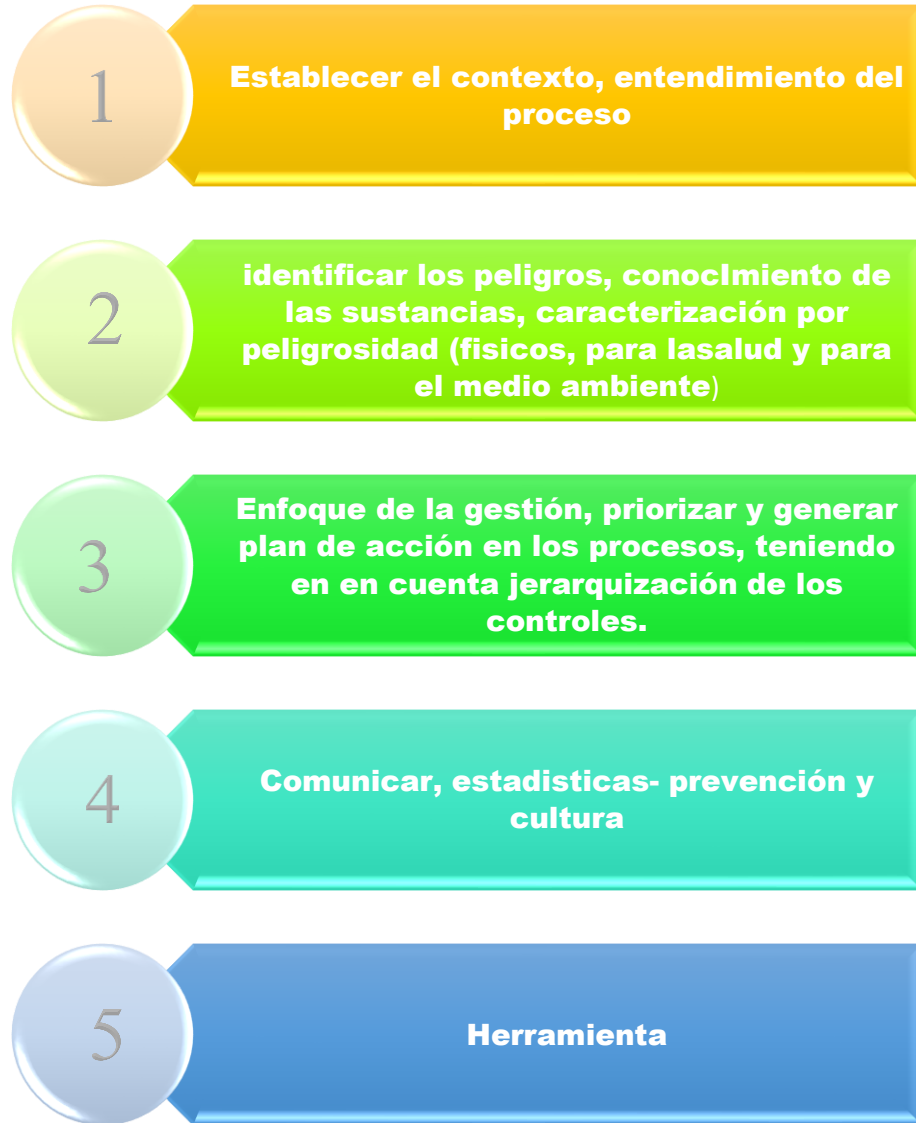 1
Establecer el contexto, entendimiento del
proceso
2
identificar los peligros, conocImiento de
las sustancias, caracterización por
peligrosidad (fisicos, para lasalud y para
el medio ambiente)
3
Enfoque de la gestión, priorizar y generar
plan de acción en los procesos, teniendo
en en cuenta jerarquización de los
controles.
4
Comunicar, estadisticas- prevención y
cultura
5
Herramienta